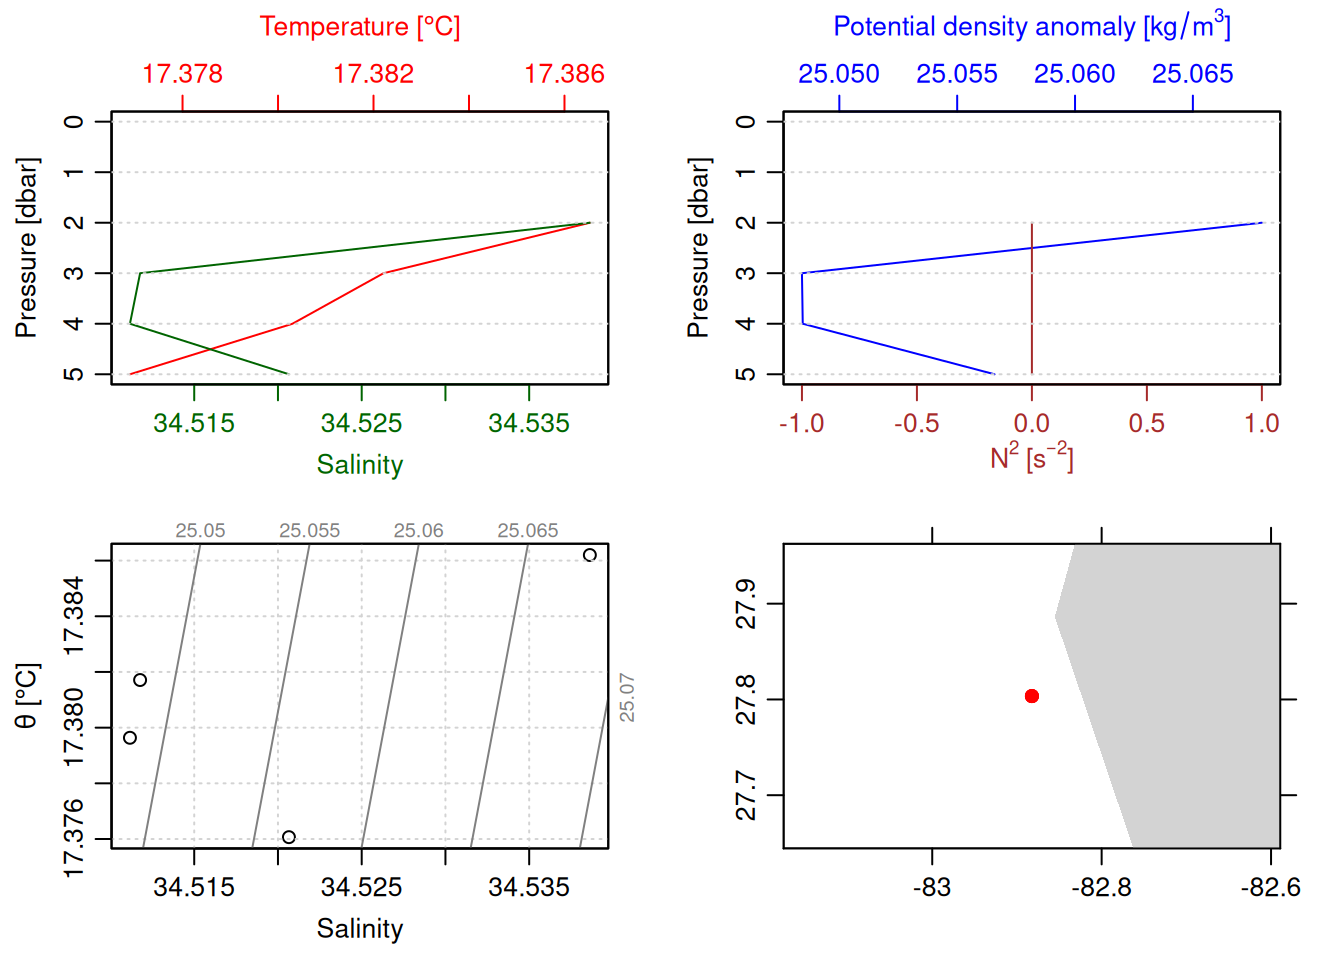 Temperature [°C]
17.378 17.382 17.386
0
1
2
3
4
5
Pressure [dbar]
34.515 34.525 34.535
Salinity
Potential density anomaly [kg/m³]
25.050 25.055 25.060 25.065
0
1
2
3
4
5
Pressure [dbar]
-1.0 -0.5 0.0 0.5 1.0
N² [s⁻²]
25.05 25.055 25.06 25.065
25.07
17.384
17.380
17.376
θ [°C]
34.515 34.525 34.535
Salinity
27.9
27.8
27.7
-83 -82.8 -82.6